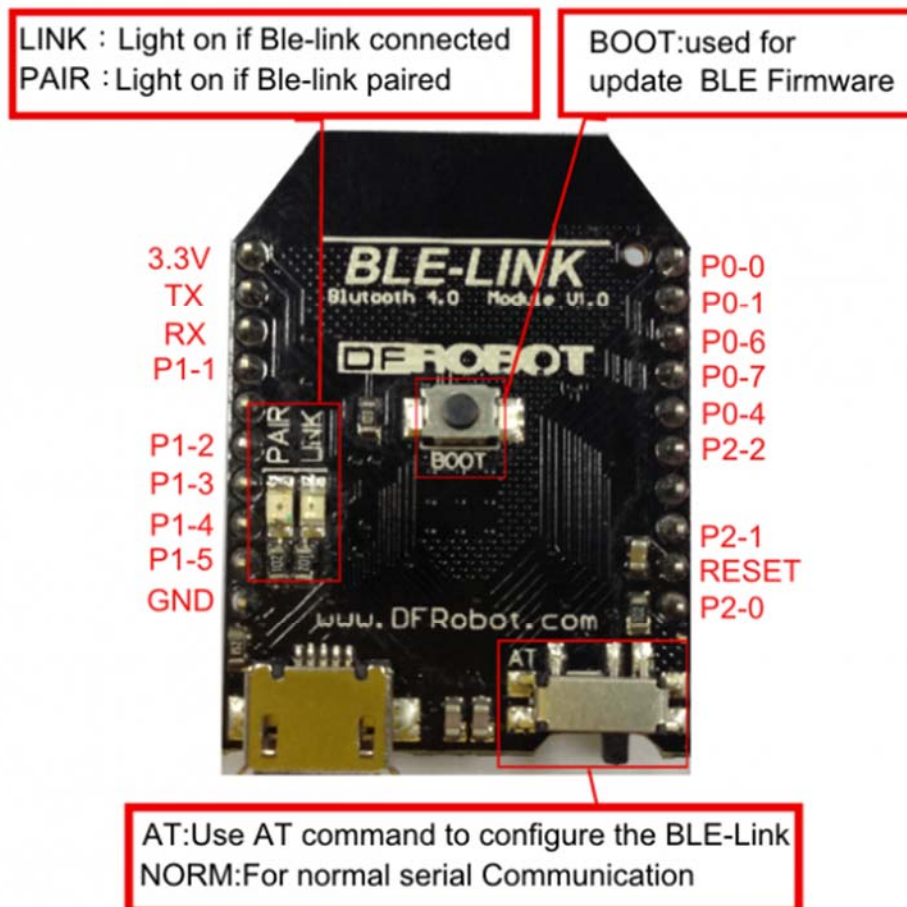 LINK : Light on if Ble-link connected
PAIR : Light on if Ble-link paired
BOOT:used for
update BLE Firmware
3.3V
TX
RX
P1-1
P1-2
P1-3
P1-4
P1-5
GND
BLE-LINK
Blutooth 4.0 Module V1.0
DFROBOT
PAIR
LINK
BOOT
www.DFRobot.com
AT
P0-0
P0-1
P0-6
P0-7
P0-4
P2-2
P2-1
RESET
P2-0
AT:Use AT command to configure the BLE-Link
NORM:For normal serial Communication